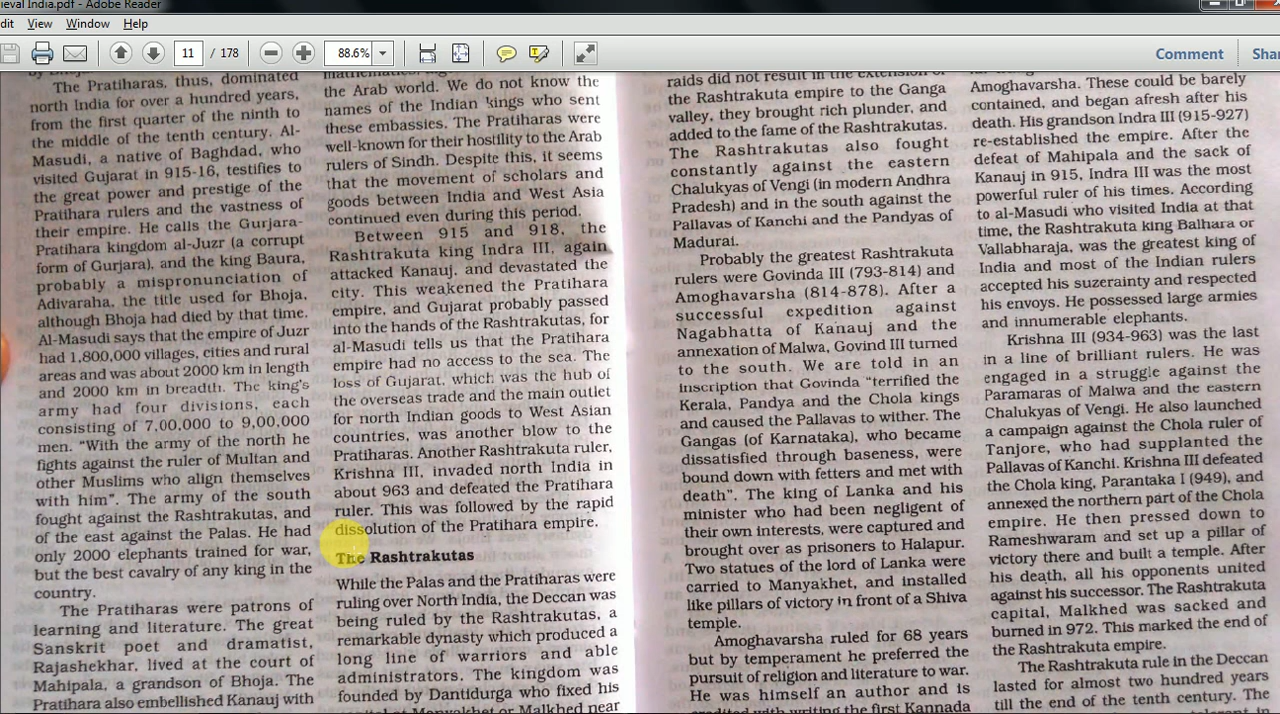 ieval India.pdf - Adobe Reader
dit View Window Help
11 / 178 88.6% Comment Shar
The Pratiharas, thus, dominated
north India for over a hundred years,
from the first quarter of the ninth to
the middle of the tenth century. Al-
Masudi, a native of Baghdad, who
visited Gujarat in 915-16, testifies to
the great power and prestige of the
Pratihara rulers and the vastness of
their empire. He calls the Gurjara-
Pratihara kingdom al-Juzr (a corrupt
form of Gurjara), and the king Baura,
probably a mispronunciation of
Adivaraha, the title used for Bhoja,
although Bhoja had died by that time.
Al-Masudi says that the empire of Juzr
had 1,800,000 villages, cities and rural
areas and was about 2000 km in length
and 2000 km in breadth. The king's
army had four divisions, each
consisting of 7,00,000 to 9,00,000
men. "With the army of the north he
fights against the ruler of Multan and
other Muslims who align themselves
with him". The army of the south
fought against the Rashtrakutas, and
of the east against the Palas. He had
only 2000 elephants trained for war,
but the best cavalry of any king in the
country.
The Pratiharas were patrons of
learning and literature. The great
Sanskrit poet and dramatist,
Rajashekhar, lived at the court of
Mahipala, a grandson of Bhoja. The
Pratihara also embellished Kanauj with
the Arab world. We do not know the
names of the Indian kings who sent
these embassies. The Pratiharas were
well-known for their hostility to the Arab
rulers of Sindh. Despite this, it seems
that the movement of scholars and
goods between India and West Asia
continued even during this period.
Between 915 and 918, the
Rashtrakuta king Indra III, again
attacked Kanauj, and devastated the
city. This weakened the Pratihara
empire, and Gujarat probably passed
into the hands of the Rashtrakutas, for
al-Masudi tells us that the Pratihara
empire had no access to the sea. The
loss of Gujarat, which was the hub of
the overseas trade and the main outlet
for north Indian goods to West Asian
countries, was another blow to the
Pratiharas. Another Rashtrakuta ruler,
Krishna III, invaded north India in
about 963 and defeated the Pratihara
ruler. This was followed by the rapid
dissolution of the Pratihara empire.
The Rashtrakutas
While the Palas and the Pratiharas were
ruling over North India, the Deccan was
being ruled by the Rashtrakutas, a
remarkable dynasty which produced a
long line of warriors and able
administrators. The kingdom was
founded by Dantidurga who fixed his
capital at Manyakhet or Malkhed near
raids did not result in the extension of
the Rashtrakuta empire to the Ganga
valley, they brought rich plunder, and
added to the fame of the Rashtrakutas.
The Rashtrakutas also fought
constantly against the eastern
Chalukyas of Vengi (in modern Andhra
Pradesh) and in the south against the
Pallavas of Kanchi and the Pandyas of
Madurai.
Probably the greatest Rashtrakuta
rulers were Govinda III (793-814) and
Amoghavarsha (814-878). After a
successful expedition against
Nagabhatta of Kanauj and the
annexation of Malwa, Govind III turned
to the south. We are told in an
inscription that Govinda "terrified the
Kerala, Pandya and the Chola kings
and caused the Pallavas to wither. The
Gangas (of Karnataka), who became
dissatisfied through baseness, were
bound down with fetters and met with
death". The king of Lanka and his
minister who had been negligent of
their own interests, were captured and
brought over as prisoners to Halapur.
Two statues of the lord of Lanka were
carried to Manyakhet, and installed
like pillars of victory in front of a Shiva
temple.
Amoghavarsha ruled for 68 years
but by temperament he preferred the
pursuit of religion and literature to war.
He was himself an author and is
credited with writing the first Kannada
Amoghavarsha. These could be barely
contained, and began afresh after his
death. His grandson Indra III (915-927)
re-established the empire. After the
defeat of Mahipala and the sack of
Kanauj in 915, Indra III was the most
powerful ruler of his times. According
to al-Masudi who visited India at that
time, the Rashtrakuta king Balhara or
Vallabharaja, was the greatest king of
India and most of the Indian rulers
accepted his suzerainty and respected
his envoys. He possessed large armies
and innumerable elephants.
Krishna III (934-963) was the last
in a line of brilliant rulers. He was
engaged in a struggle against the
Paramaras of Malwa and the eastern
Chalukyas of Vengi. He also launched
a campaign against the Chola ruler of
Tanjore, who had supplanted the
Pallavas of Kanchi. Krishna III defeated
the Chola king, Parantaka I (949), and
annexed the northern part of the Chola
empire. He then pressed down to
Rameshwaram and set up a pillar of
victory there and built a temple. After
his death, all his opponents united
against his successor. The Rashtrakuta
capital, Malkhed was sacked and
burned in 972. This marked the end of
the Rashtrakuta empire.
The Rashtrakuta rule in the Deccan
lasted for almost two hundred years
till the end of the tenth century. The